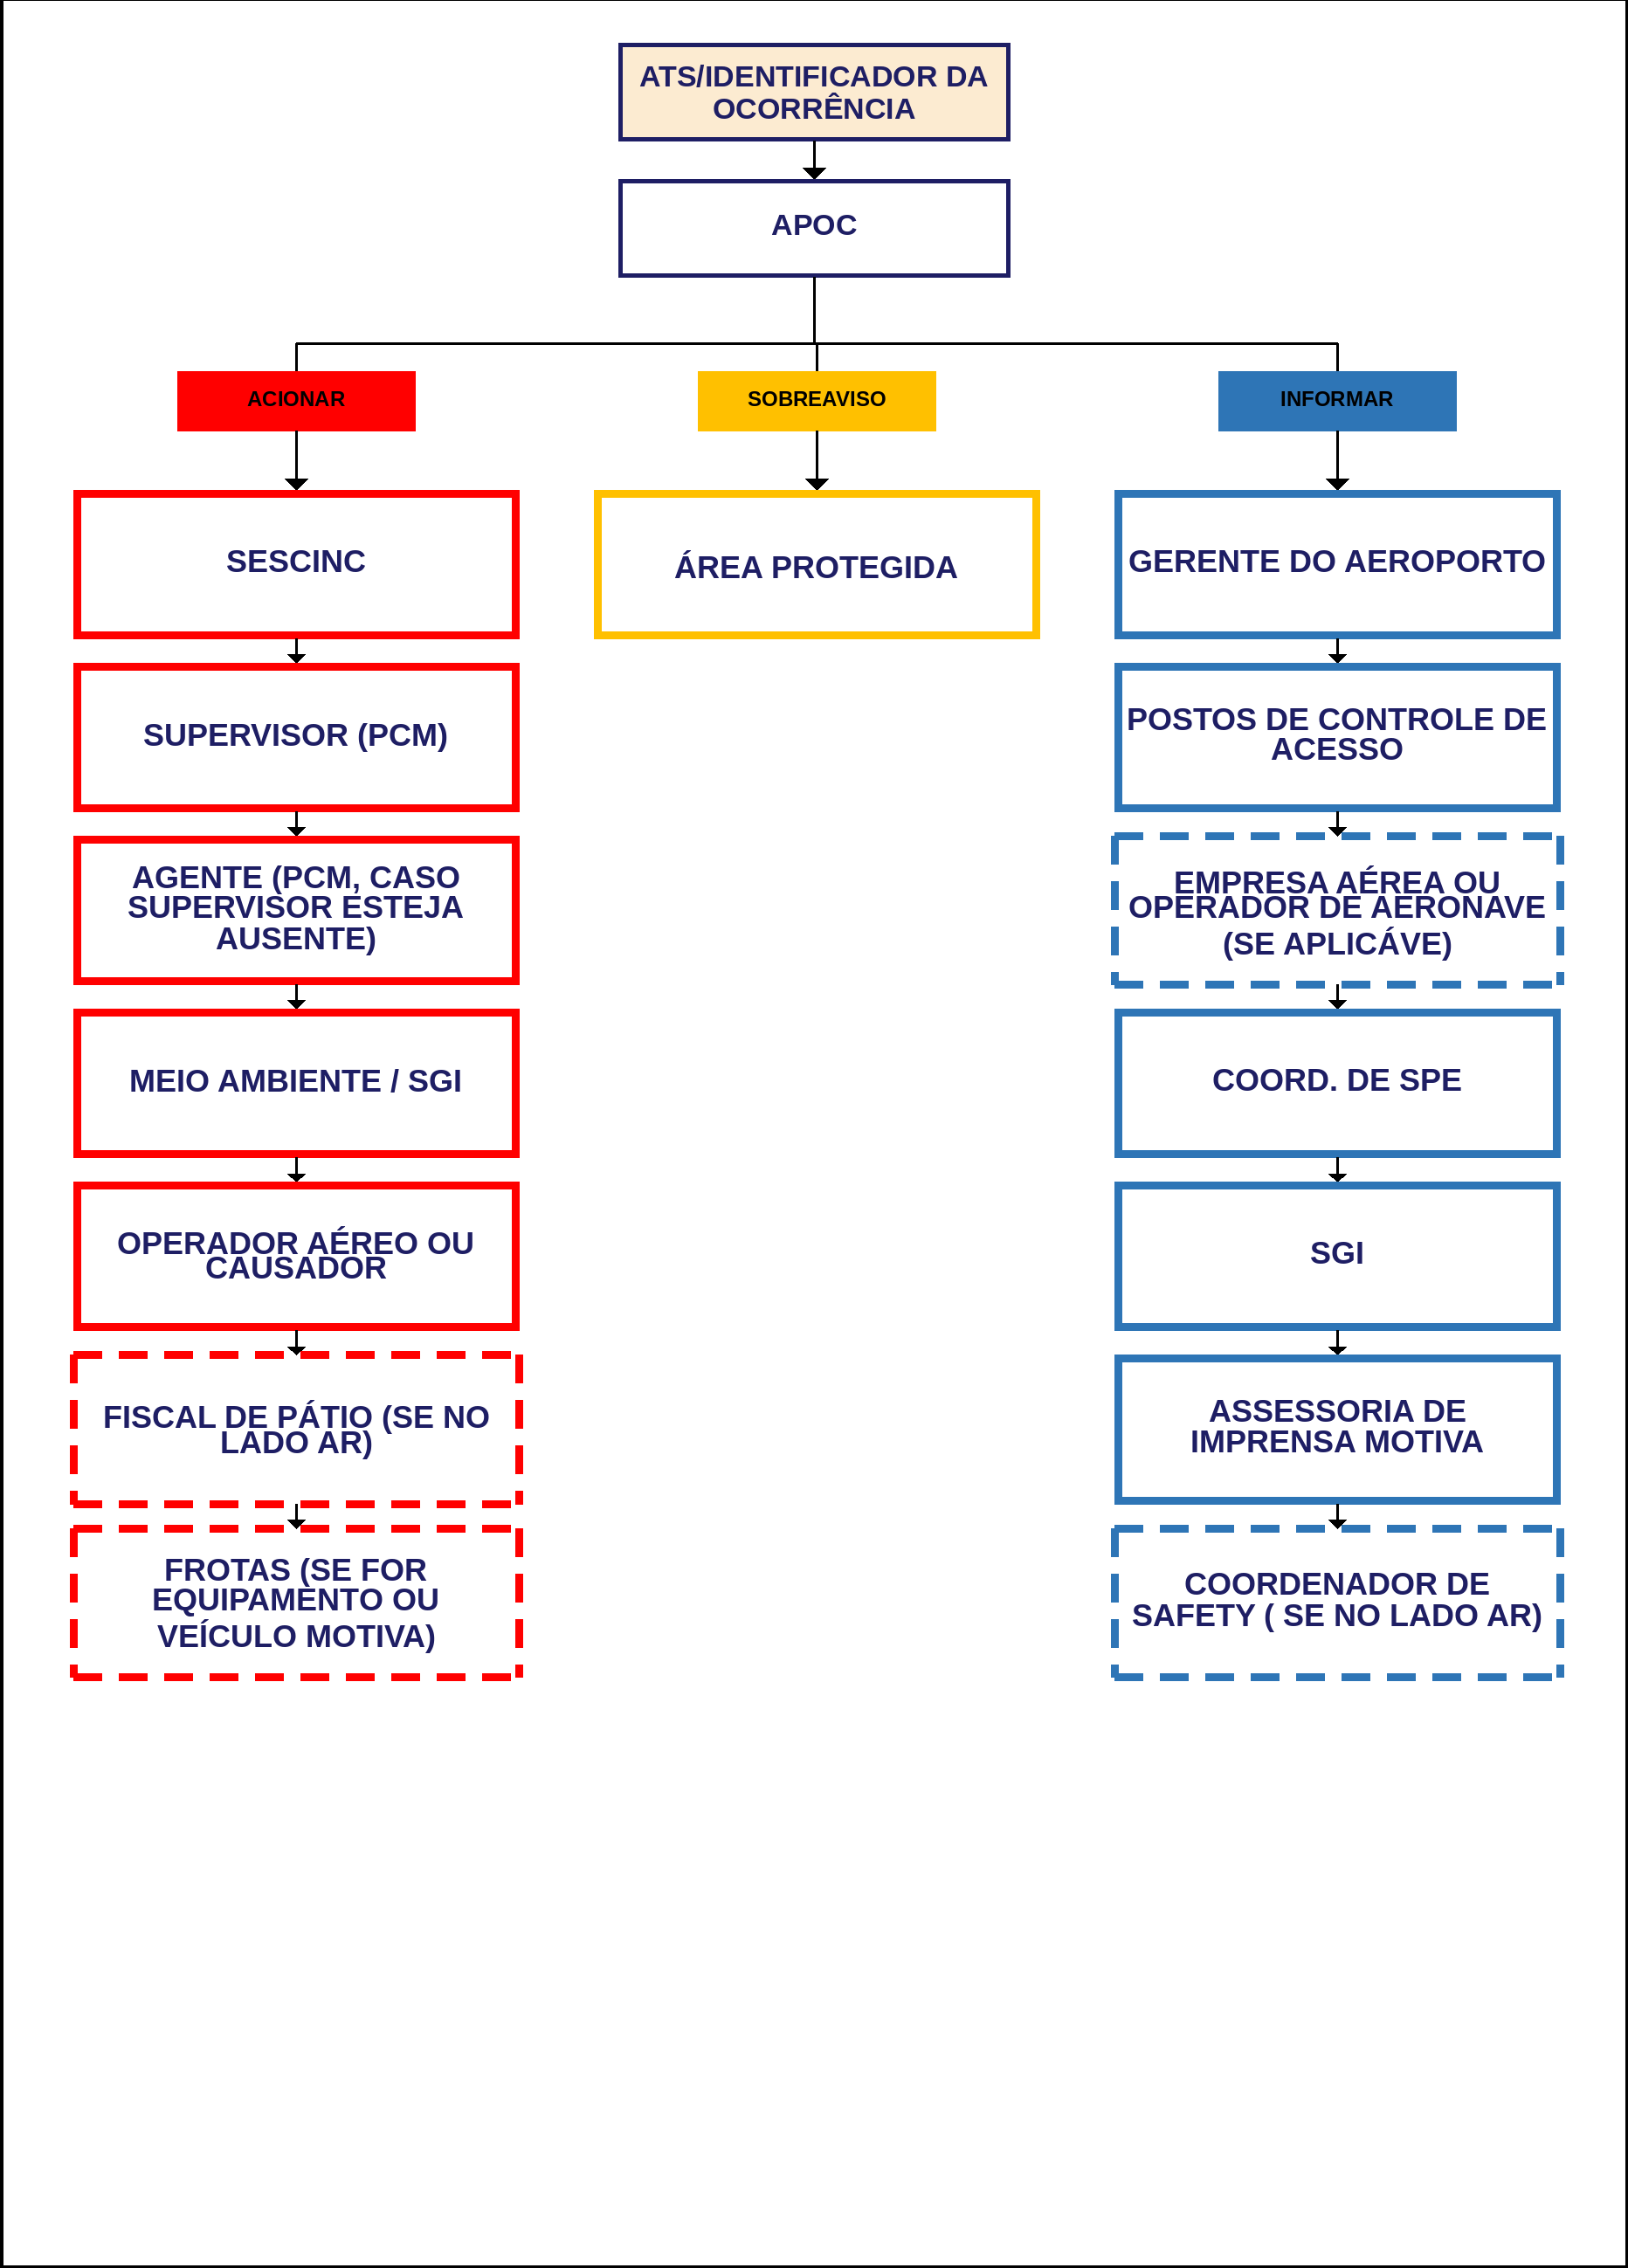 ATS/IDENTIFICADOR DA
OCORRÊNCIA
APOC
ACIONAR
SOBREAVISO
INFORMAR
SESCINC
SUPERVISOR (PCM)
AGENTE (PCM, CASO
SUPERVISOR ESTEJA
AUSENTE)
MEIO AMBIENTE / SGI
OPERADOR AÉREO OU
CAUSADOR
FISCAL DE PÁTIO (SE NO
LADO AR)
FROTAS (SE FOR
EQUIPAMENTO OU
VEÍCULO MOTIVA)
ÁREA PROTEGIDA
GERENTE DO AEROPORTO
POSTOS DE CONTROLE DE
ACESSO
EMPRESA AÉREA OU
OPERADOR DE AERONAVE
(SE APLICÁVE)
COORD. DE SPE
SGI
ASSESSORIA DE
IMPRENSA MOTIVA
COORDENADOR DE
SAFETY ( SE NO LADO AR)